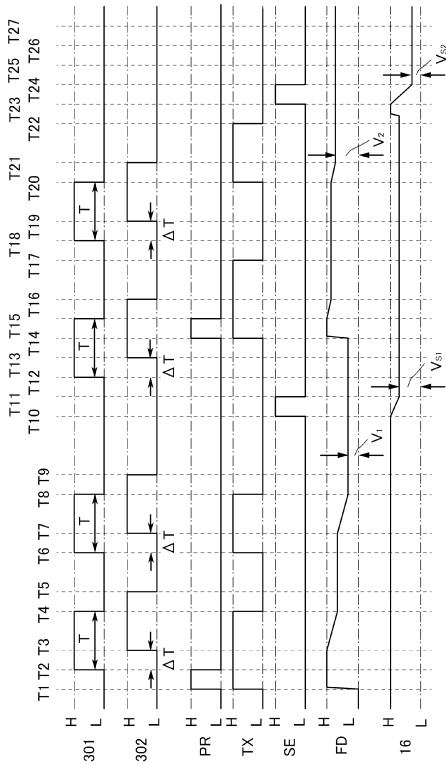 T1 T2 T3 T4 T5 T6 T7 T8 T9 T10 T11 T12 T13 T14 T15 T16 T17 T18 T19 T20 T21 T22 T23 T24 T25 T26 T27
301 H L T T T T
302 H L ΔT ΔT ΔT ΔT
PR H L
TX H L
SE H L
FD H L V1 V2
16 H L VS1 VS2